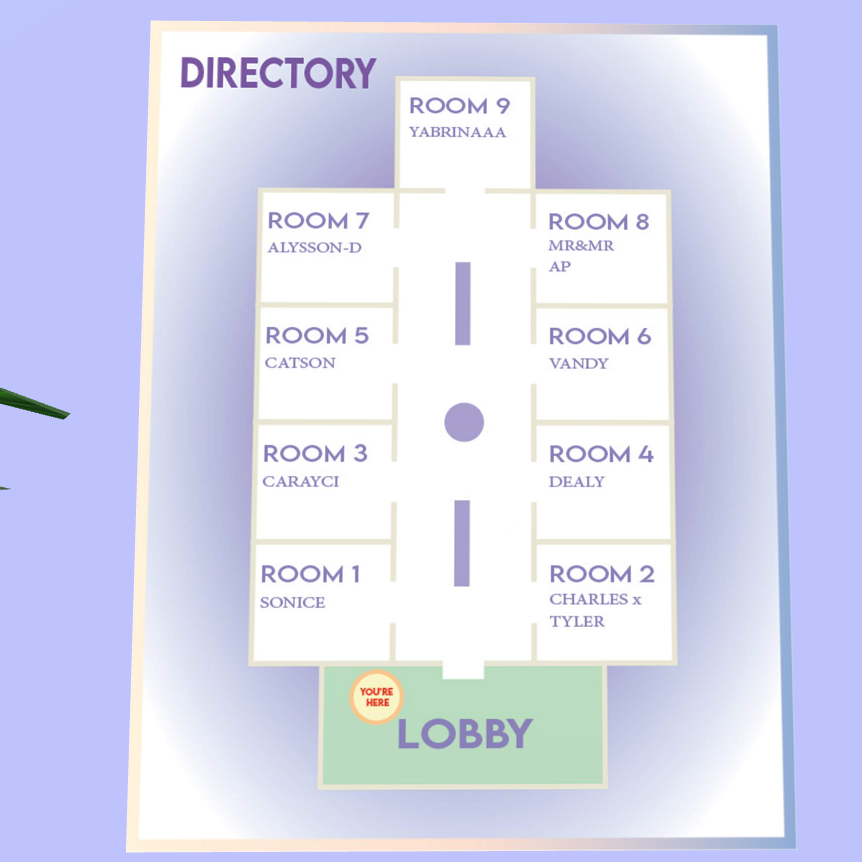 DIRECTORY
ROOM 9
YABRINAAA
ROOM 7
ALYSSON-D
ROOM 8
MR&MR
AP
ROOM 5
CATSON
ROOM 6
VANDY
ROOM 3
CARAYCI
ROOM 4
DEALY
ROOM 1
SONICE
ROOM 2
CHARLES x
TYLER
YOU'RE
HERE
LOBBY